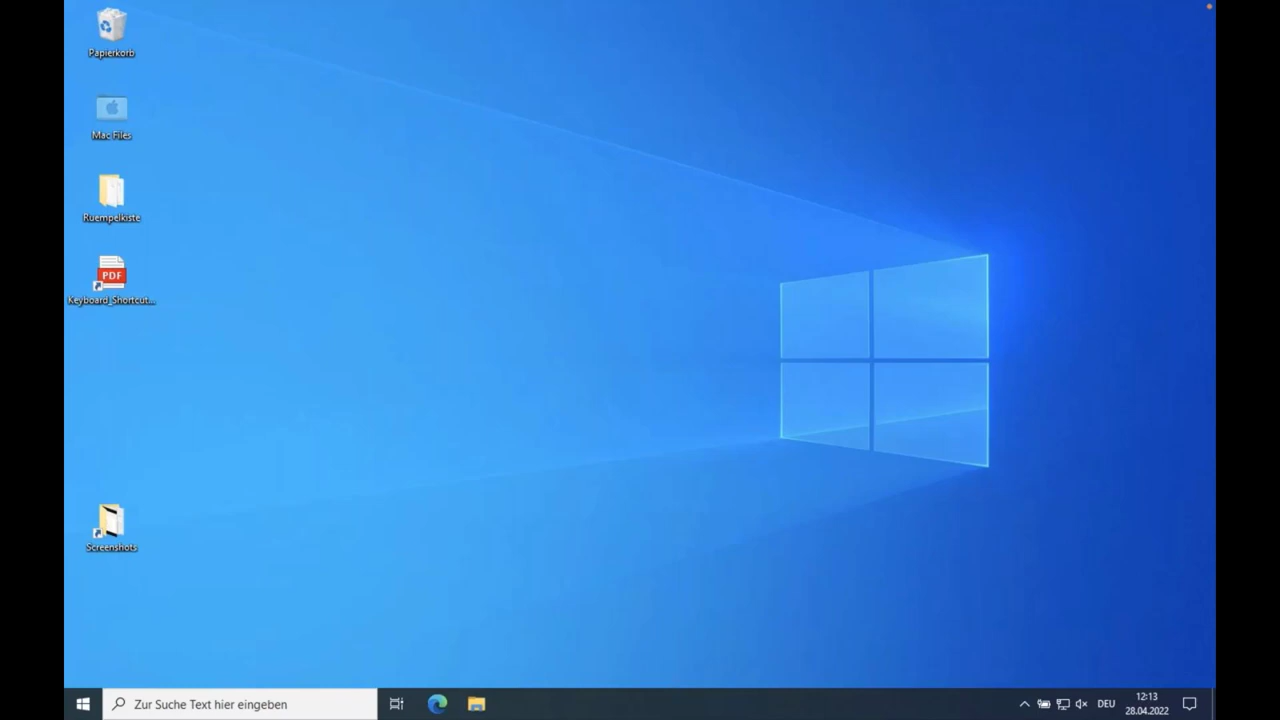 Papierkorb
Mac Files
Ruempelkiste
PDF
Keyboard_Shortcut...
Screenshots
Zur Suche Text hier eingeben
DEU
12:13
28.04.2022